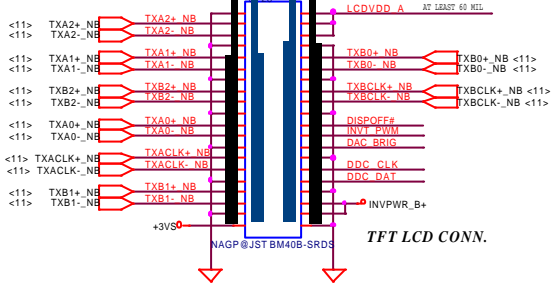 LCDVDD_A AT LEAST 60 MIL
<11> TXA2+_NB TXA2+_NB
<11> TXA2-_NB TXA2-_NB
<11> TXA1+_NB TXA1+_NB
<11> TXA1-_NB TXA1-_NB
<11> TXB2+_NB TXB2+_NB
<11> TXB2-_NB TXB2-_NB
<11> TXA0+_NB TXA0+_NB
<11> TXA0-_NB TXA0-_NB
<11> TXACLK+_NB TXACLK+_NB
<11> TXACLK-_NB TXACLK-_NB
<11> TXB1+_NB TXB1+_NB
<11> TXB1-_NB TXB1-_NB
+3VS
TXB0+_NB TXB0+_NB <11>
TXB0-_NB TXB0-_NB <11>
TXBCLK+_NB TXBCLK+_NB <11>
TXBCLK-_NB TXBCLK-_NB <11>
DISPOFF#
INVT_PWM
DAC_BRIG
DDC_CLK
DDC_DAT
INVPWR_B+
NAGP@JST BM40B-SRDS
TFT LCD CONN.